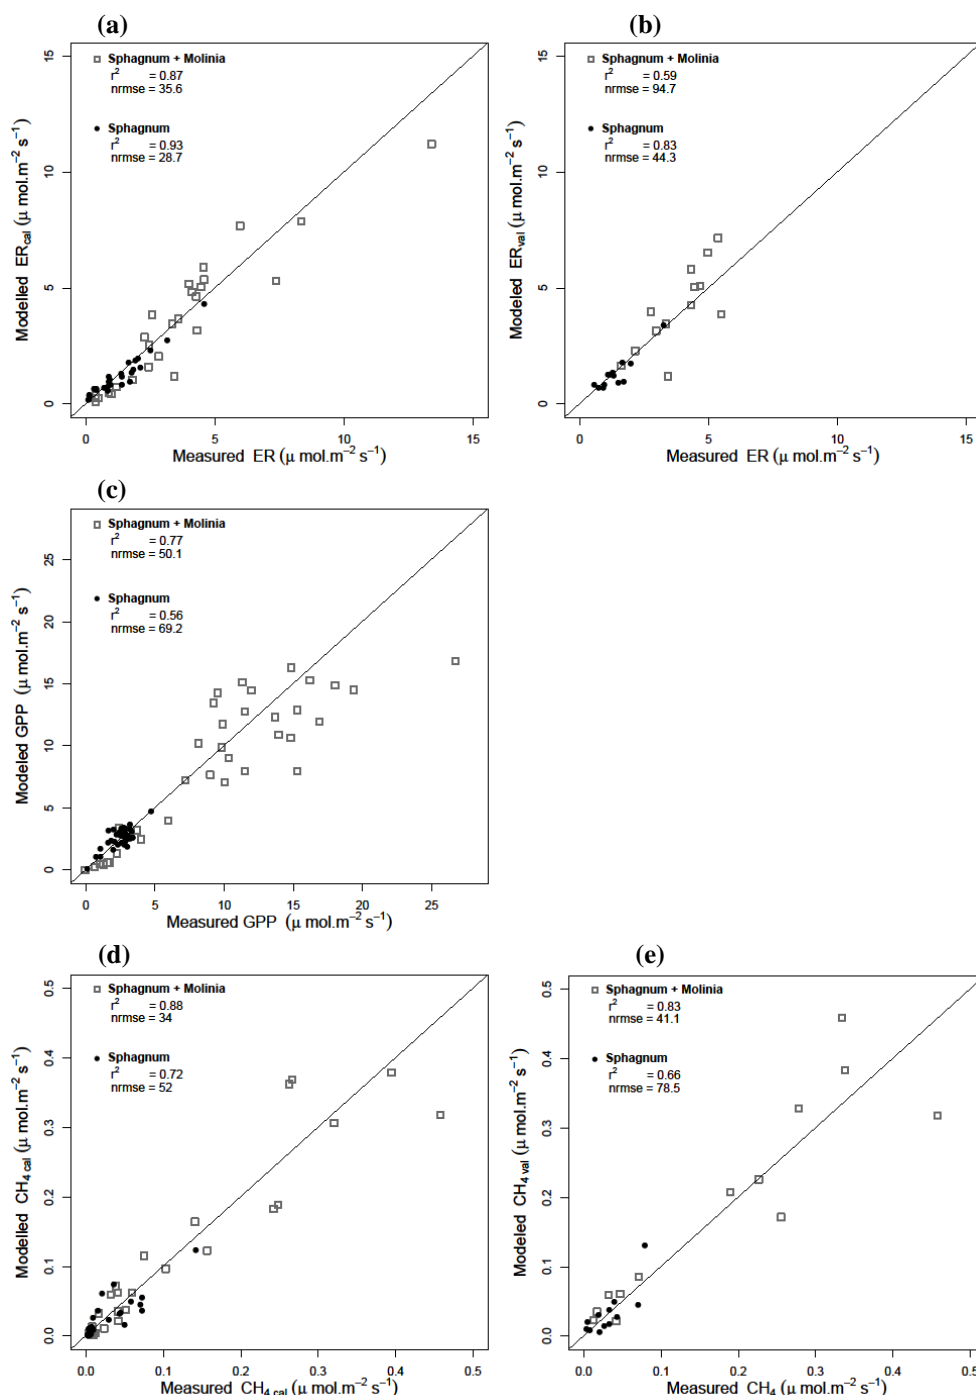 (a)
Sphagnum + Molinia
r² = 0.87
nrmse = 35.6
Sphagnum
r² = 0.93
nrmse = 28.7
15
10
5
0
Modelled ERcal (μ mol.m⁻² s⁻¹)
0 5 10 15
Measured ER (μ mol.m⁻² s⁻¹)
(b)
Sphagnum + Molinia
r² = 0.59
nrmse = 94.7
Sphagnum
r² = 0.83
nrmse = 44.3
15
10
5
0
Modeled ERval (μ mol.m⁻² s⁻¹)
0 5 10 15
Measured ER (μ mol.m⁻² s⁻¹)
(c)
Sphagnum + Molinia
r² = 0.77
nrmse = 50.1
Sphagnum
r² = 0.56
nrmse = 69.2
25
20
15
10
5
0
Modeled GPP (μ mol.m⁻² s⁻¹)
0 5 10 15 20 25
Measured GPP (μ mol.m⁻² s⁻¹)
(d)
Sphagnum + Molinia
r² = 0.88
nrmse = 34
Sphagnum
r² = 0.72
nrmse = 52
0.5
0.4
0.3
0.2
0.1
0.0
Modelled CH4 cal (μ mol.m⁻² s⁻¹)
0.0 0.1 0.2 0.3 0.4 0.5
Measured CH4 cal (μ mol.m⁻² s⁻¹)
(e)
Sphagnum + Molinia
r² = 0.83
nrmse = 41.1
Sphagnum
r² = 0.66
nrmse = 78.5
0.5
0.4
0.3
0.2
0.1
0.0
Modelled CH4 val (μ mol.m⁻² s⁻¹)
0.0 0.1 0.2 0.3 0.4 0.5
Measured CH4 (μ mol.m⁻² s⁻¹)